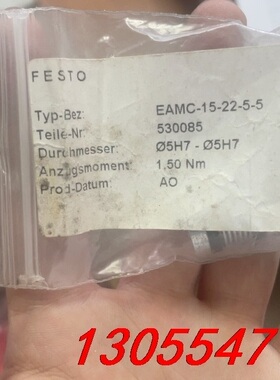 FESTO
Typ-Bez: EAMC-15-22-5-5
Teile-Nr: 530085
Durchmesser: Ø5H7 - Ø5H7
Anzugsmoment: 1,50 Nm
Prod-Datum: AO
1305547